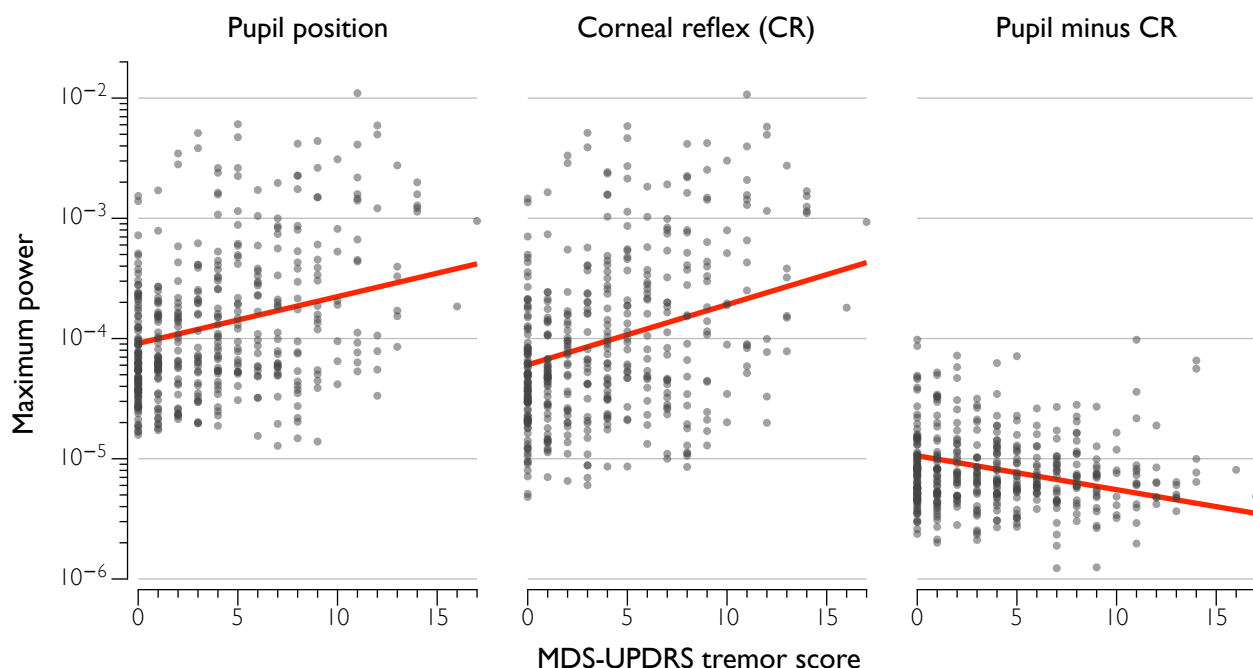 Pupil position Corneal reflex (CR) Pupil minus CR
Maximum power
10⁻²
10⁻³
10⁻⁴
10⁻⁵
10⁻⁶
0 5 10 15 0 5 10 15 0 5 10 15
MDS-UPDRS tremor score